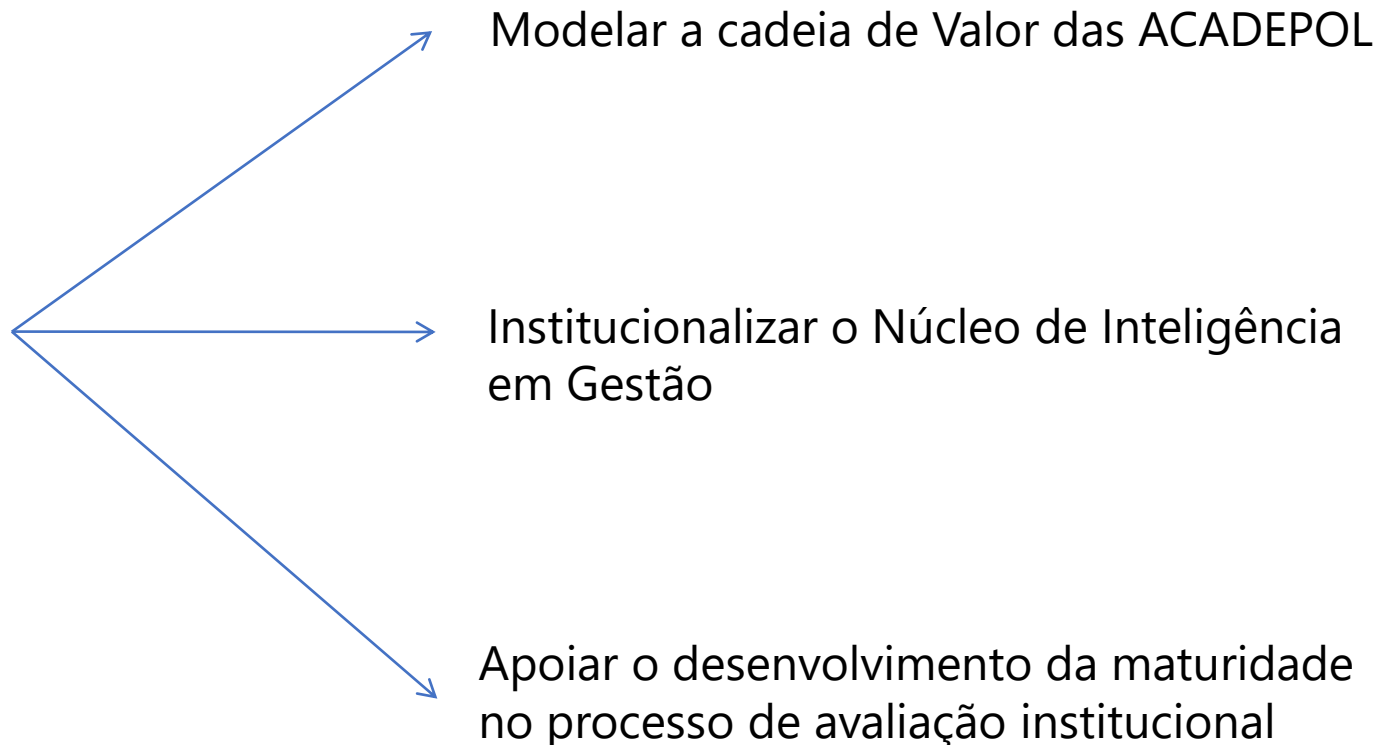 Modelar a cadeia de Valor das ACADEPOL
Institucionalizar o Núcleo de Inteligência
em Gestão
Apoiar o desenvolvimento da maturidade
no processo de avaliação institucional